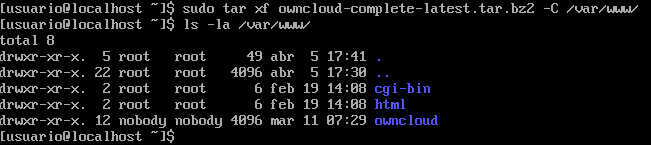 [usuario@localhost ~]$ sudo tar xf owncloud-complete-latest.tar.bz2 -C /var/www/
[usuario@localhost ~]$ ls -la /var/www/
total 8
drwxr-xr-x.  5 root   root     49 abr  5 17:41 .
drwxr-xr-x. 22 root   root   4096 abr  5 17:30 ..
drwxr-xr-x.  2 root   root      6 feb 19 14:08 cgi-bin
drwxr-xr-x.  2 root   root      6 feb 19 14:08 html
drwxr-xr-x. 12 nobody nobody 4096 mar 11 07:29 owncloud
[usuario@localhost ~]$